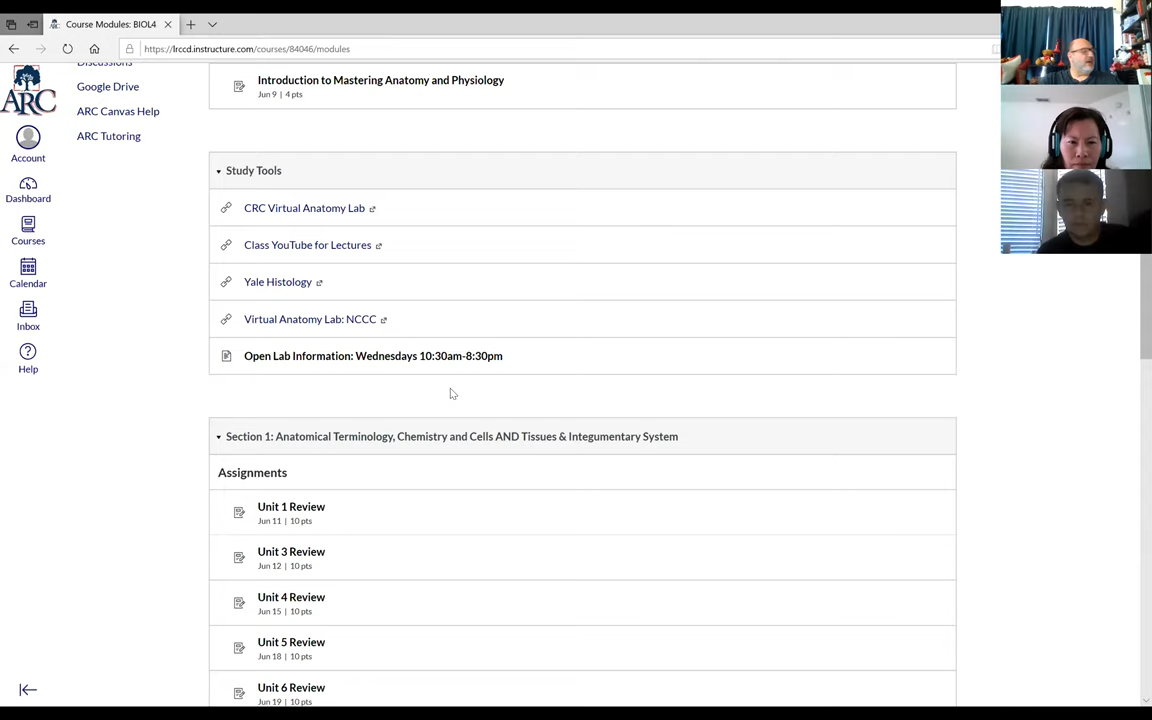 Course Modules: BIOL4
https://lrccd.instructure.com/courses/84046/modules
ARC
Account
Dashboard
Courses
Calendar
Inbox
Help
Discussions
Google Drive
ARC Canvas Help
ARC Tutoring
Introduction to Mastering Anatomy and Physiology
Jun 9 | 4 pts
Study Tools
CRC Virtual Anatomy Lab
Class YouTube for Lectures
Yale Histology
Virtual Anatomy Lab: NCCC
Open Lab Information: Wednesdays 10:30am-8:30pm
Section 1: Anatomical Terminology, Chemistry and Cells AND Tissues & Integumentary System
Assignments
Unit 1 Review
Jun 11 | 10 pts
Unit 3 Review
Jun 12 | 10 pts
Unit 4 Review
Jun 15 | 10 pts
Unit 5 Review
Jun 18 | 10 pts
Unit 6 Review
Jun 19 | 10 pts